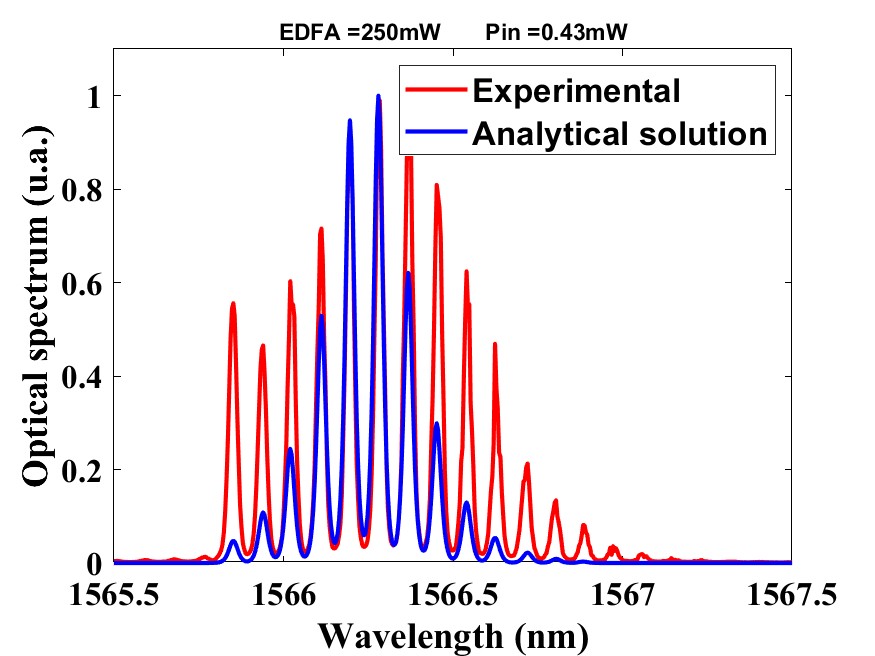 EDFA =250mW Pin =0.43mW
Experimental
Analytical solution
Optical spectrum (u.a.)
1
0.8
0.6
0.4
0.2
0
1565.5 1566 1566.5 1567 1567.5
Wavelength (nm)